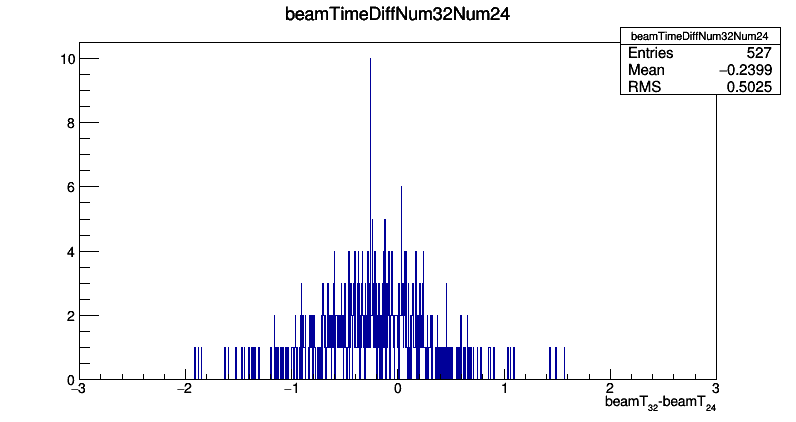 beamTimeDiffNum32Num24
beamTimeDiffNum32Num24
Entries 527
Mean −0.2399
RMS 0.5025
10
8
6
4
2
0
−3 −2 −1 0 1 2 3
beamT32-beamT24